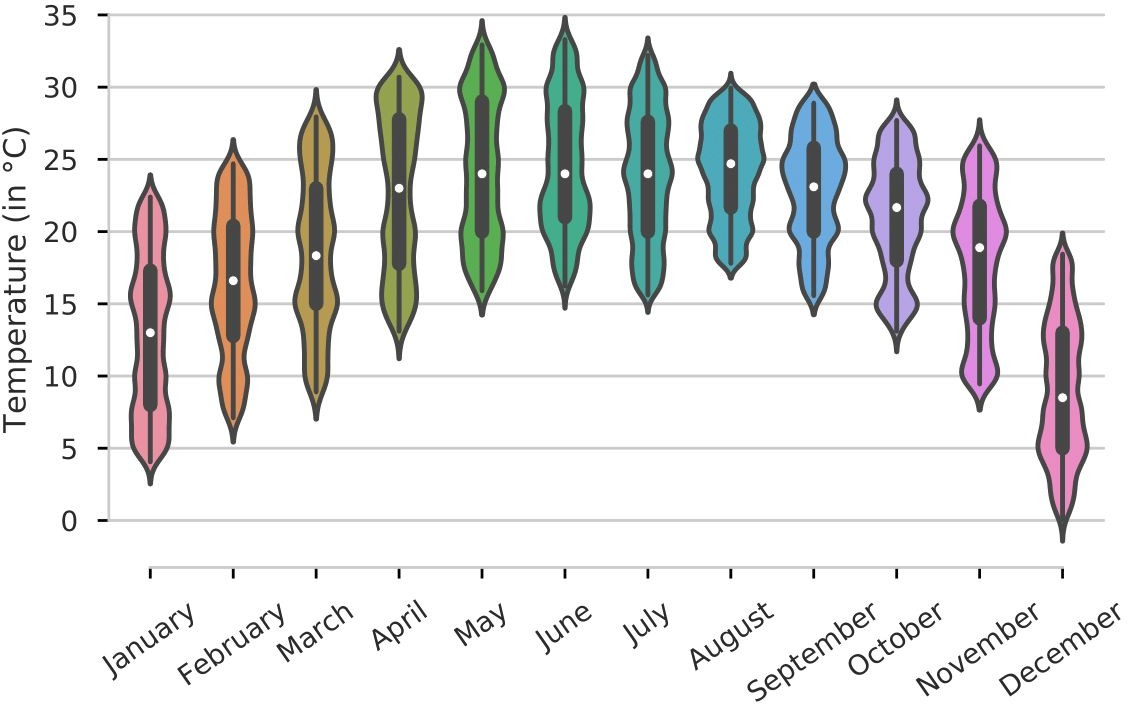 Temperature (in °C)
35
30
25
20
15
10
5
0
January
February
March
April
May
June
July
August
September
October
November
December